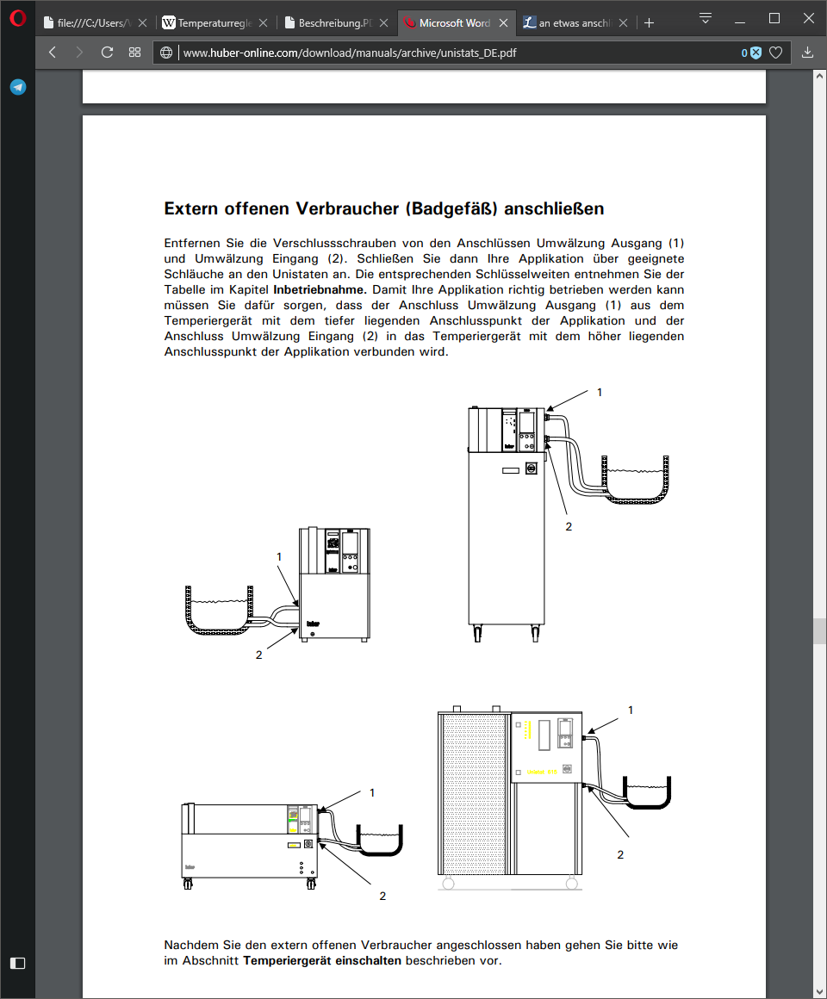 file:///C:/Users/
Temperaturregle
Beschreibung.P
Microsoft Word
an etwas anschl
www.huber-online.com/download/manuals/archive/unistats_DE.pdf
0
Extern offenen Verbraucher (Badgefäß) anschließen
Entfernen Sie die Verschlussschrauben von den Anschlüssen Umwälzung Ausgang (1)
und Umwälzung Eingang (2). Schließen Sie dann Ihre Applikation über geeignete
Schläuche an den Unistaten an. Die entsprechenden Schlüsselweiten entnehmen Sie der
Tabelle im Kapitel Inbetriebnahme. Damit Ihre Applikation richtig betrieben werden kann
müssen Sie dafür sorgen, dass der Anschluss Umwälzung Ausgang (1) aus dem
Temperiergerät mit dem tiefer liegenden Anschlusspunkt der Applikation und der
Anschluss Umwälzung Eingang (2) in das Temperiergerät mit dem höher liegenden
Anschlusspunkt der Applikation verbunden wird.
1
2
1
huber
2
1
2
1
2
Nachdem Sie den extern offenen Verbraucher angeschlossen haben gehen Sie bitte wie
im Abschnitt Temperiergerät einschalten beschrieben vor.